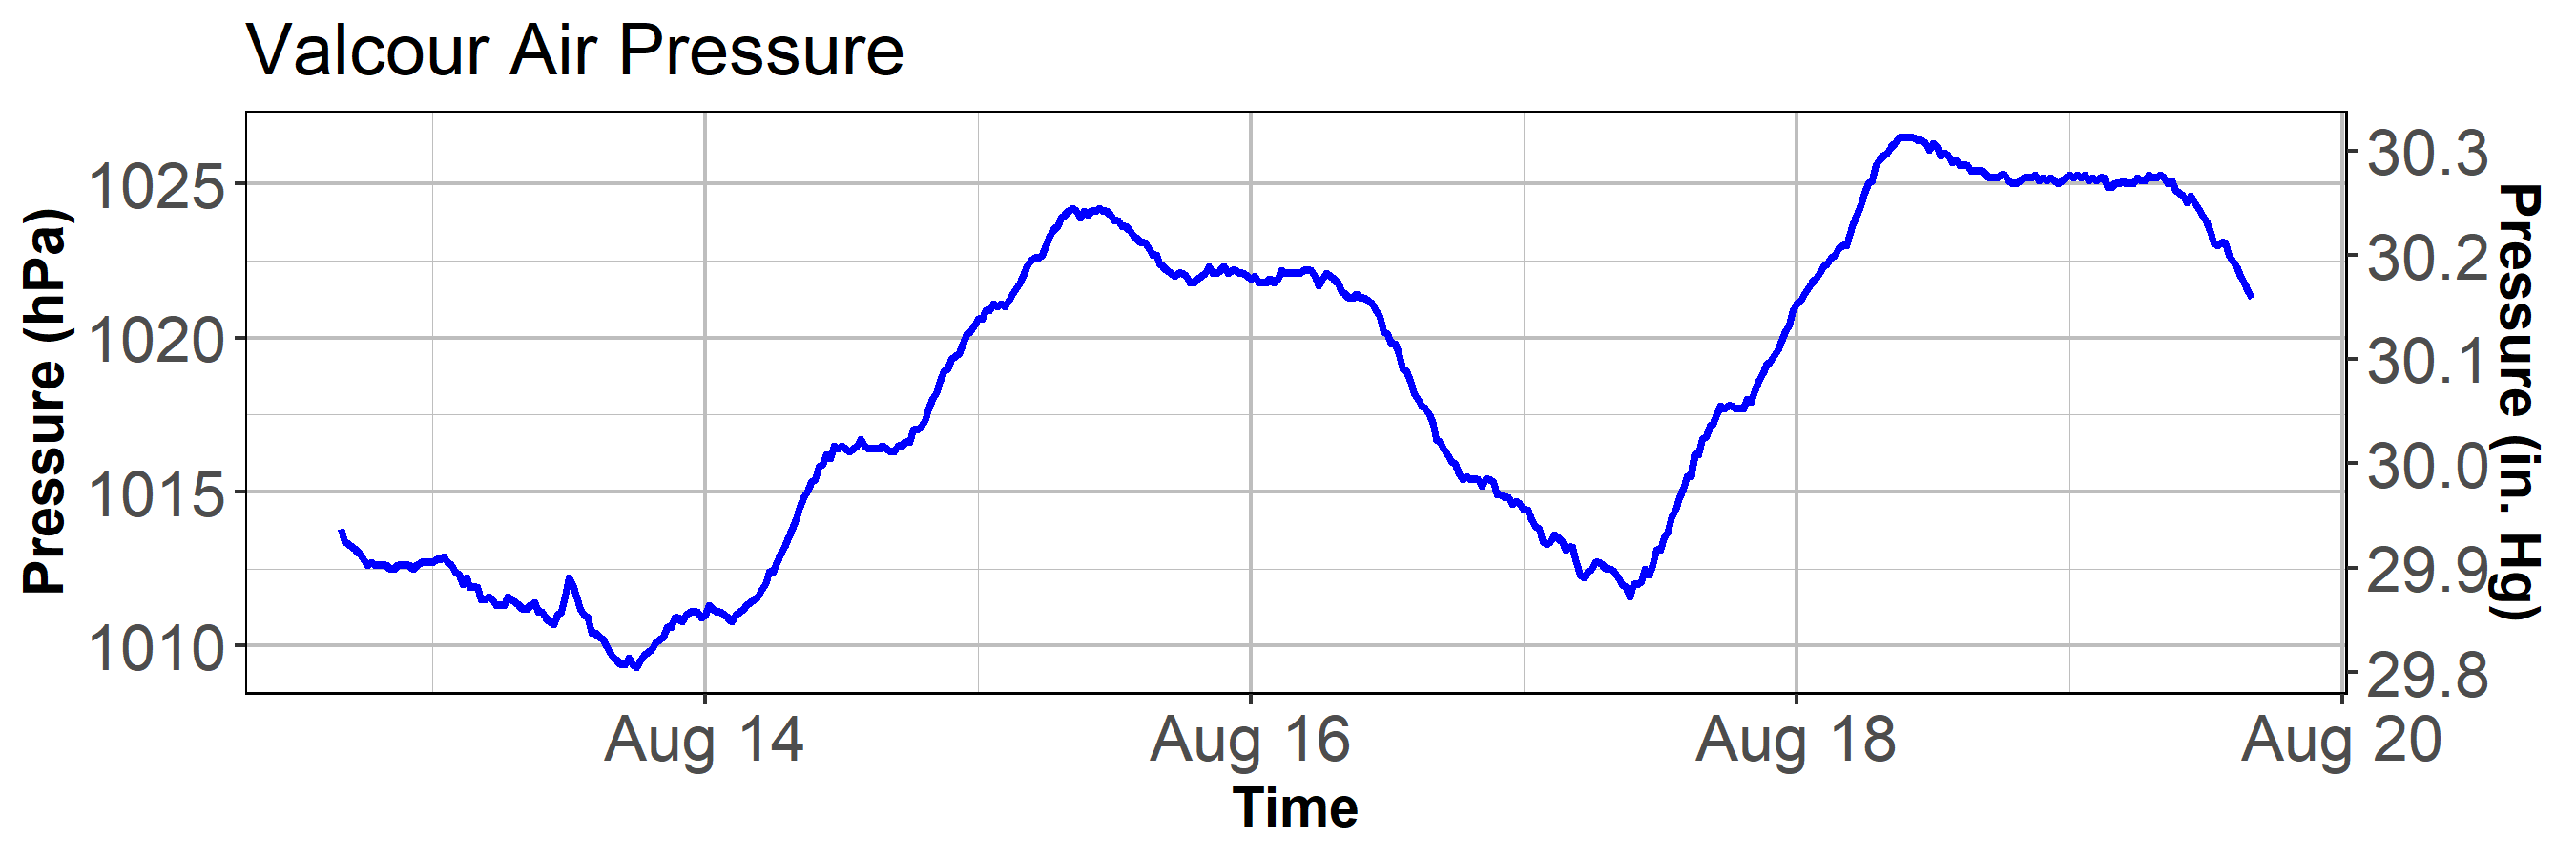 Valcour Air Pressure
Pressure (hPa)
1025
1020
1015
1010
30.3
30.2
30.1
30.0
29.9
29.8
Pressure (in. Hg)
Aug 14
Aug 16
Aug 18
Aug 20
Time